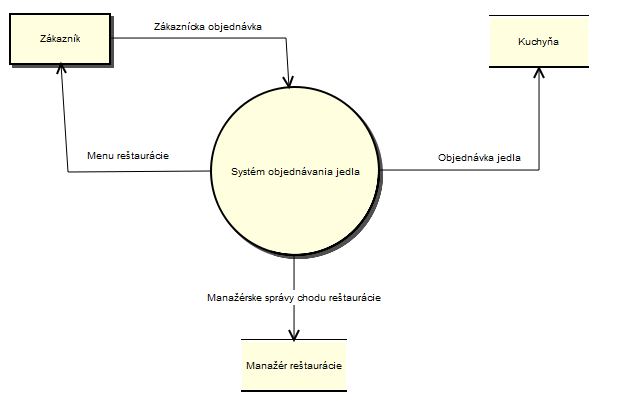 Zákazník
Zákaznícka objednávka
Kuchyňa
Menu reštaurácie
Objednávka jedla
Systém objednávania jedla
Manažérske správy chodu reštaurácie
Manažér reštaurácie